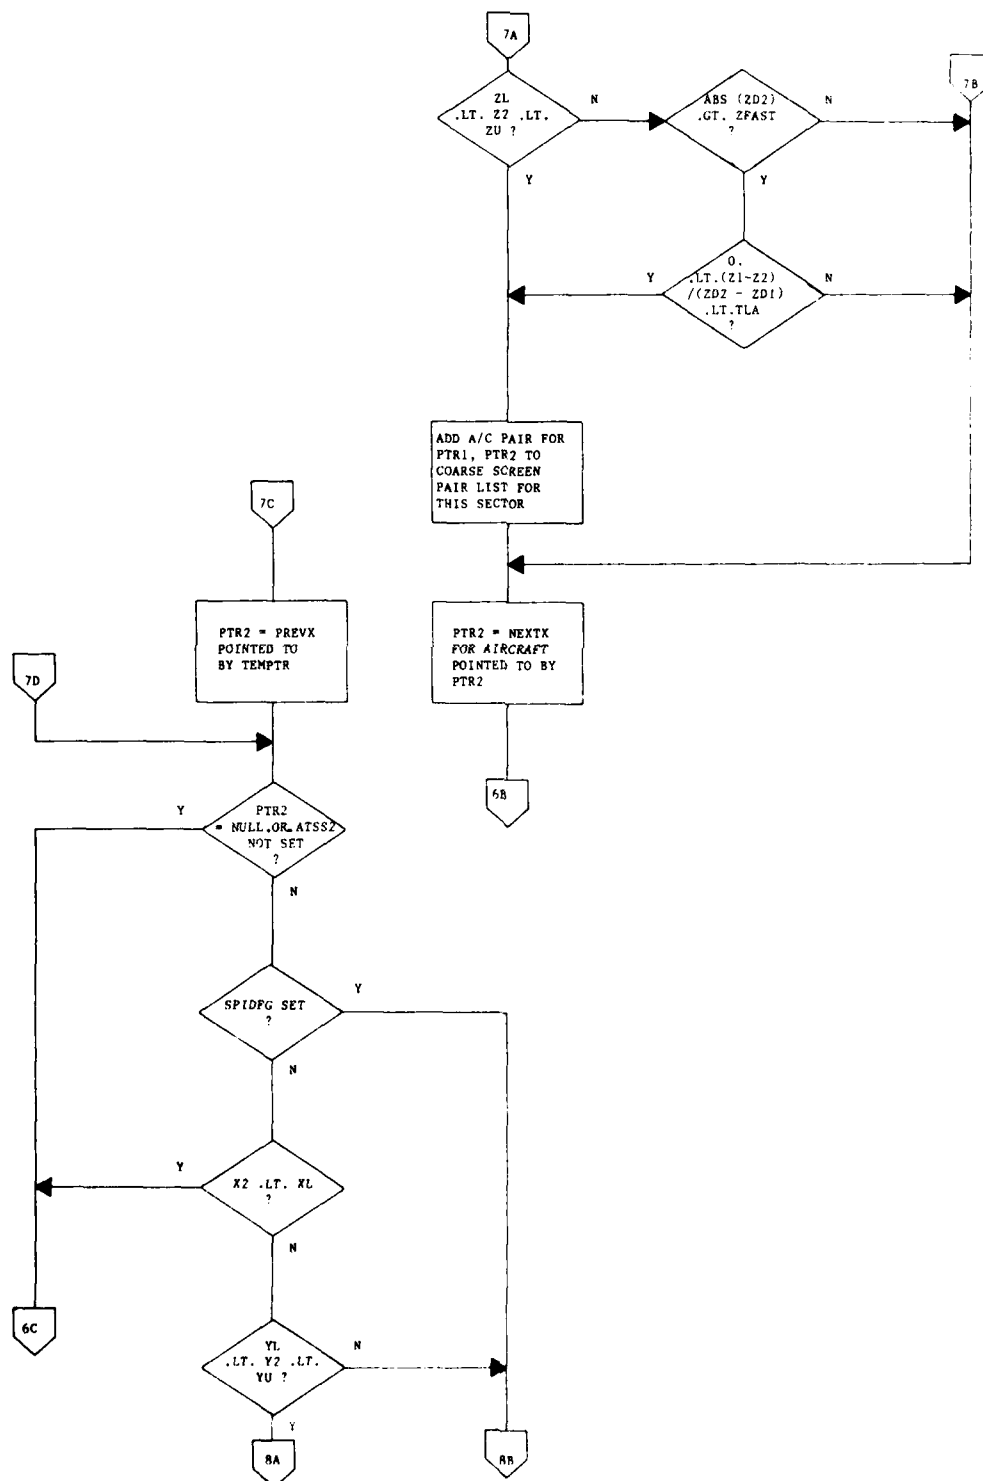 7A
ZL
.LT. Z2 .LT.
ZU ?
N
ABS (ZD2)
.GT. ZFAST
?
N
7B
Y
Y
0.
.LT.(Z1-Z2)
/(ZD2 - ZD1)
.LT.TLA
?
Y
N
ADD A/C PAIR FOR
PTR1, PTR2 TO
COARSE SCREEN
PAIR LIST FOR
THIS SECTOR
7C
PTR2 = PREVX
POINTED TO
BY TEMPTR
PTR2 = NEXTX
FOR AIRCRAFT
POINTED TO BY
PTR2
7D
6B
Y
PTR2
= NULL.OR.ATSS2
NOT SET
?
N
SPIDFG SET
?
Y
N
Y
X2 .LT. XL
?
N
6C
YL
.LT. Y2 .LT.
YU ?
N
Y
8A
8B